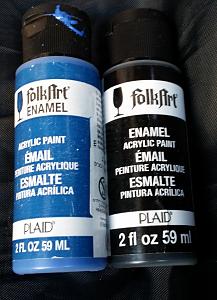 folkArt
ENAMEL
ACRYLIC PAINT
ÉMAIL
PEINTURE ACRYLIQUE
ESMALTE
PINTURA ACRÍLICA
PLAID
2 FL OZ 59 ML
folkArt
ENAMEL
ACRYLIC PAINT
ÉMAIL
PEINTURE ACRYLIQUE
ESMALTE
PINTURA ACRÍLICA
PLAID
2 fl oz 59 ml